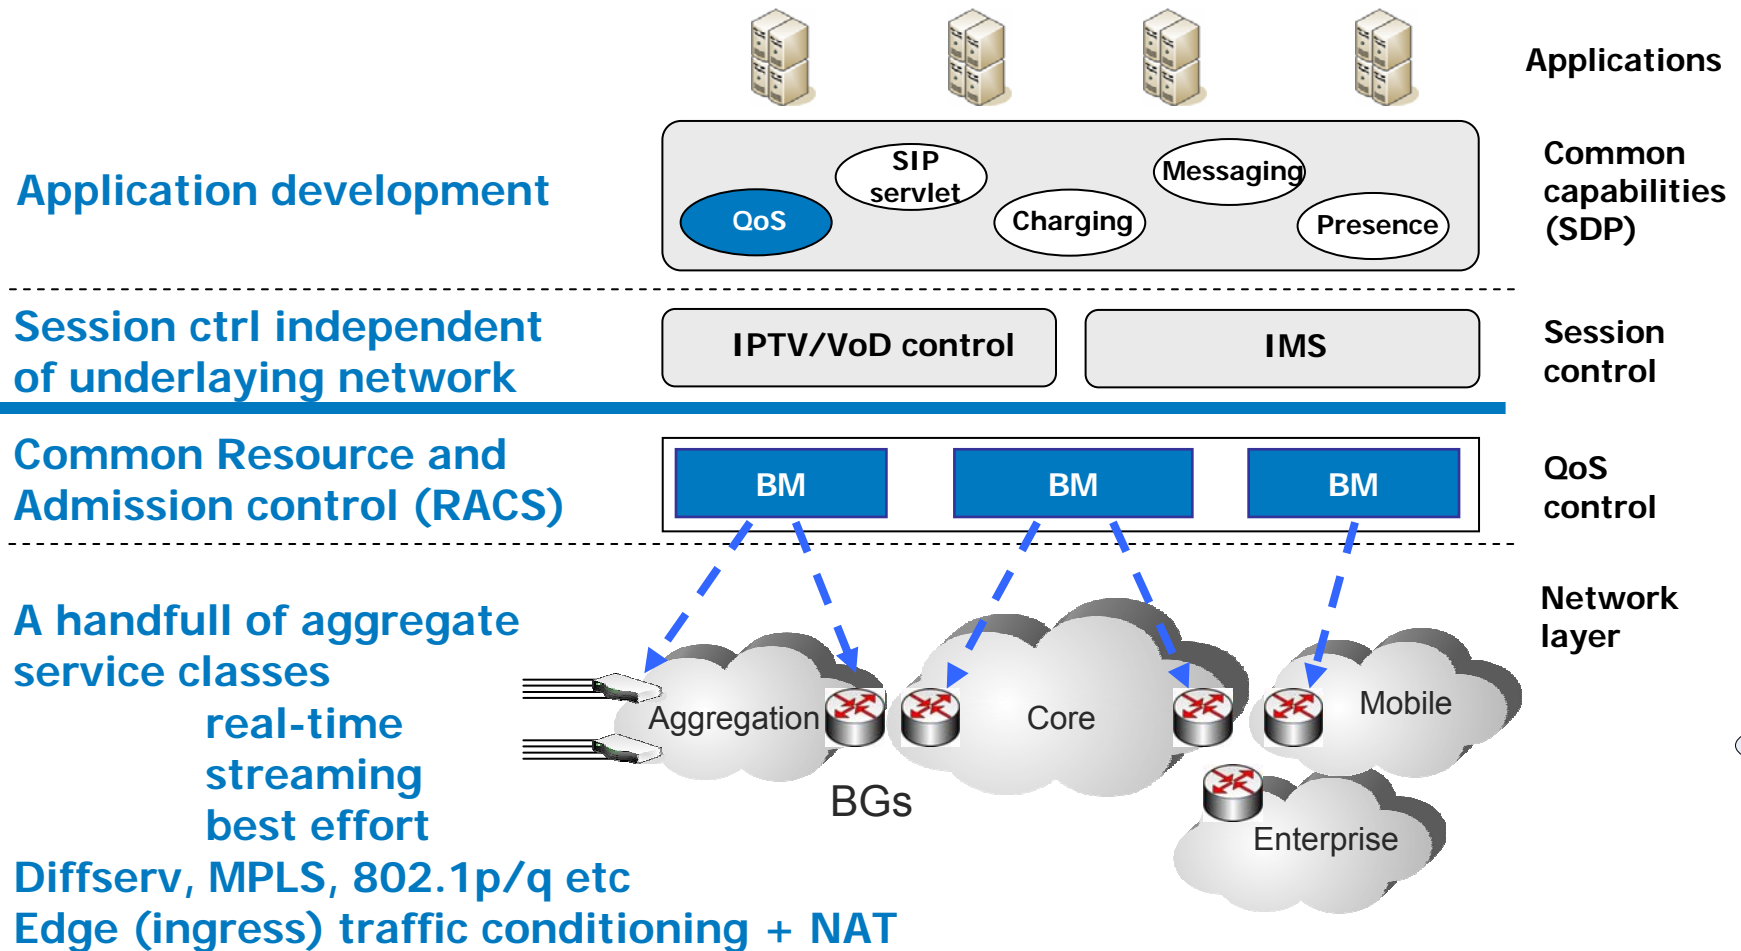 Applications
Application development
SIP
servlet
Messaging
QoS
Charging
Presence
Common
capabilities
(SDP)
Session ctrl independent
of underlaying network
IPTV/VoD control
IMS
Session
control
Common Resource and
Admission control (RACS)
BM
BM
BM
QoS
control
A handfull of aggregate
service classes
real-time
streaming
best effort
Diffserv, MPLS, 802.1p/q etc
Edge (ingress) traffic conditioning + NAT
Network
layer
Aggregation
Core
Mobile
BGs
Enterprise